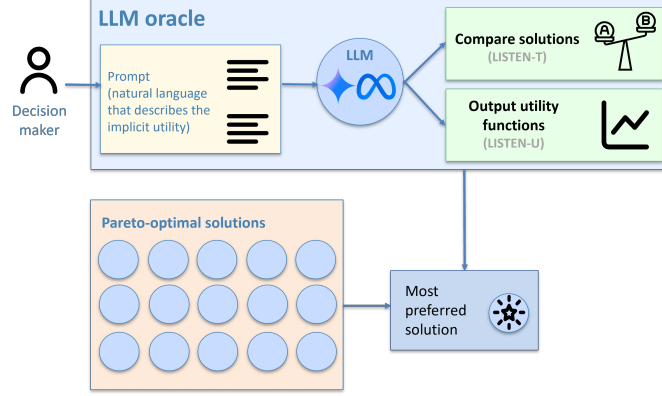 LLM oracle
Decision
maker
Prompt
(natural language
that describes the
implicit utility)
LLM
Compare solutions
(LISTEN-T)
A
B
Output utility
functions
(LISTEN-U)
Pareto-optimal solutions
Most
preferred
solution